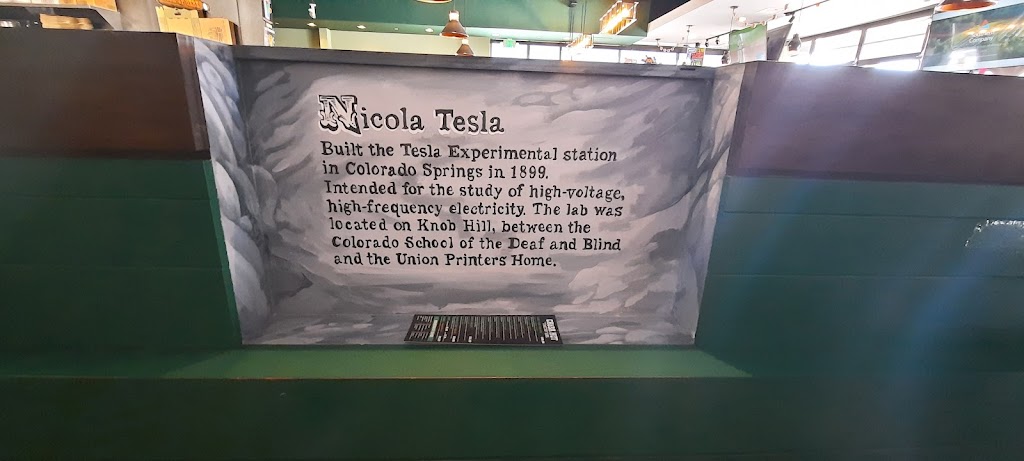 Nicola Tesla
Built the Tesla Experimental station
in Colorado Springs in 1899.
Intended for the study of high-voltage,
high-frequency electricity. The lab was
located on Knob Hill, between the
Colorado School of the Deaf and Blind
and the Union Printers Home.